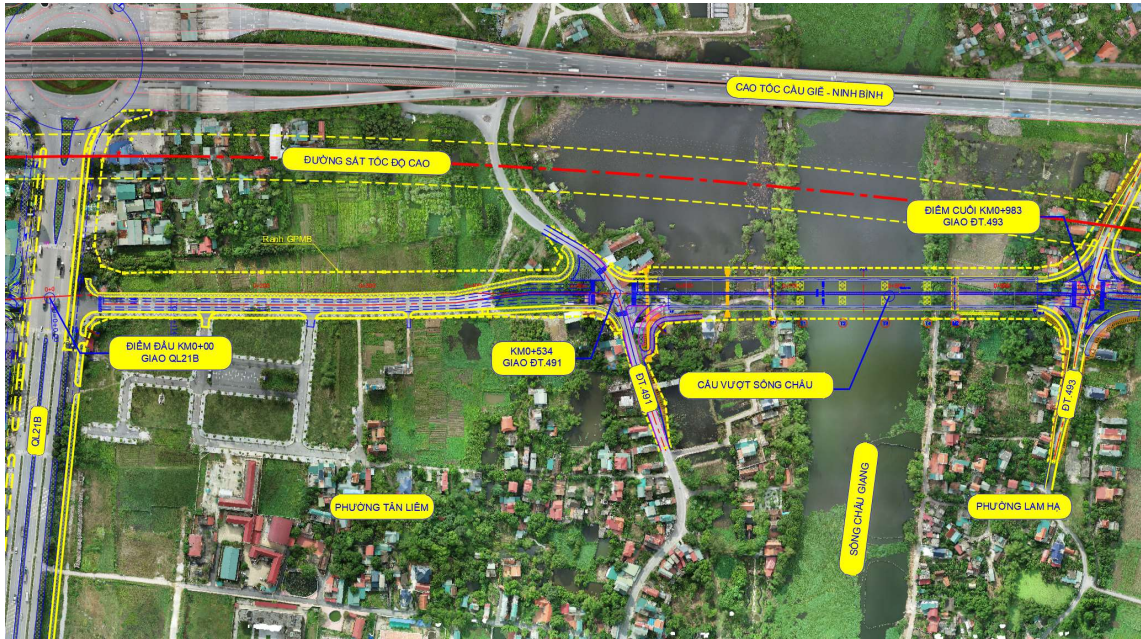 CAO TỐC CẦU GIẼ - NINH BÌNH
ĐƯỜNG SẮT TỐC ĐỘ CAO
ĐIỂM CUỐI KM0+983
GIAO ĐT.493
Ranh GPMB
ĐIỂM ĐẦU KM0+00
GIAO QL21B
KM0+534
GIAO ĐT.491
CẦU VƯỢT SÔNG CHÂU
ĐT.491
ĐT.493
QL21B
PHƯỜNG TÂN LIÊM
SÔNG CHÂU GIANG
PHƯỜNG LAM HẠ